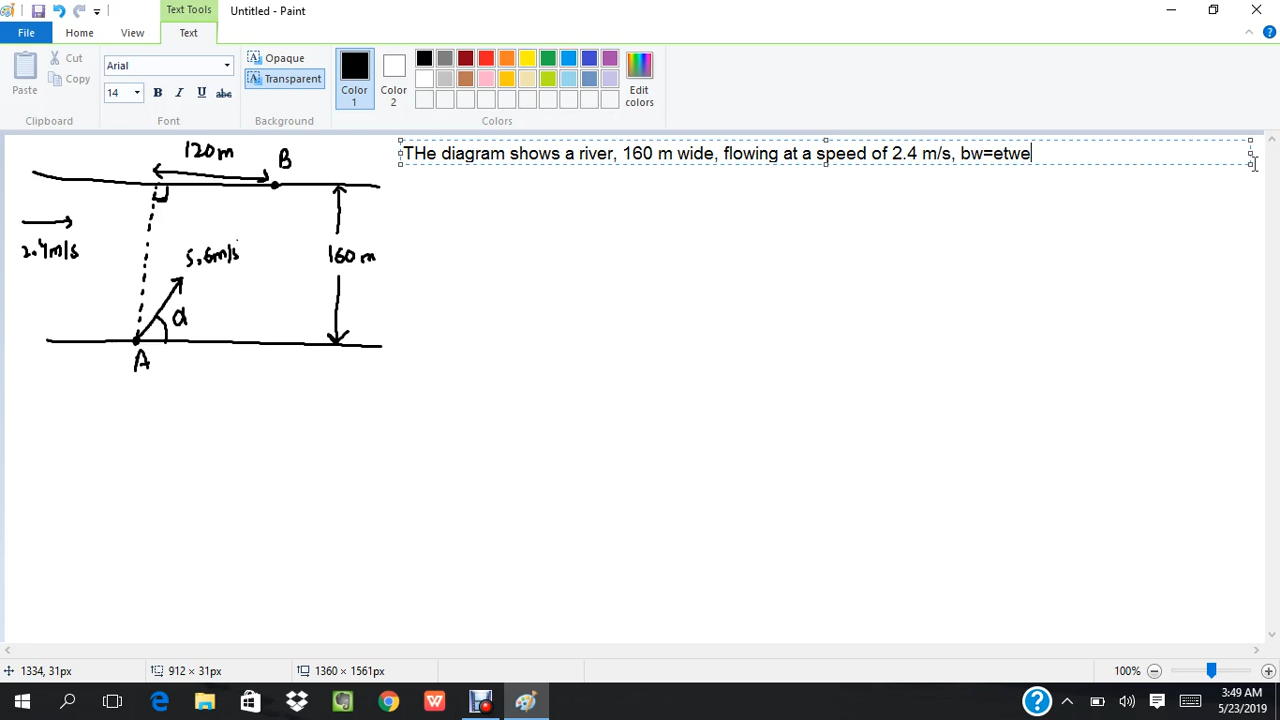 Untitled - Paint
Text Tools
File
Home
View
Text
Paste
Cut
Copy
Clipboard
Arial
14
B I U abc
Font
A Opaque
A Transparent
Background
Color 1
Color 2
Edit colors
Colors
THe diagram shows a river, 160 m wide, flowing at a speed of 2.4 m/s, bw=etwe
120m
B
2.4m/s
5.6m/s
160m
α
A
1334, 31px
912 × 31px
1360 × 1561px
100%
3:49 AM
5/23/2019